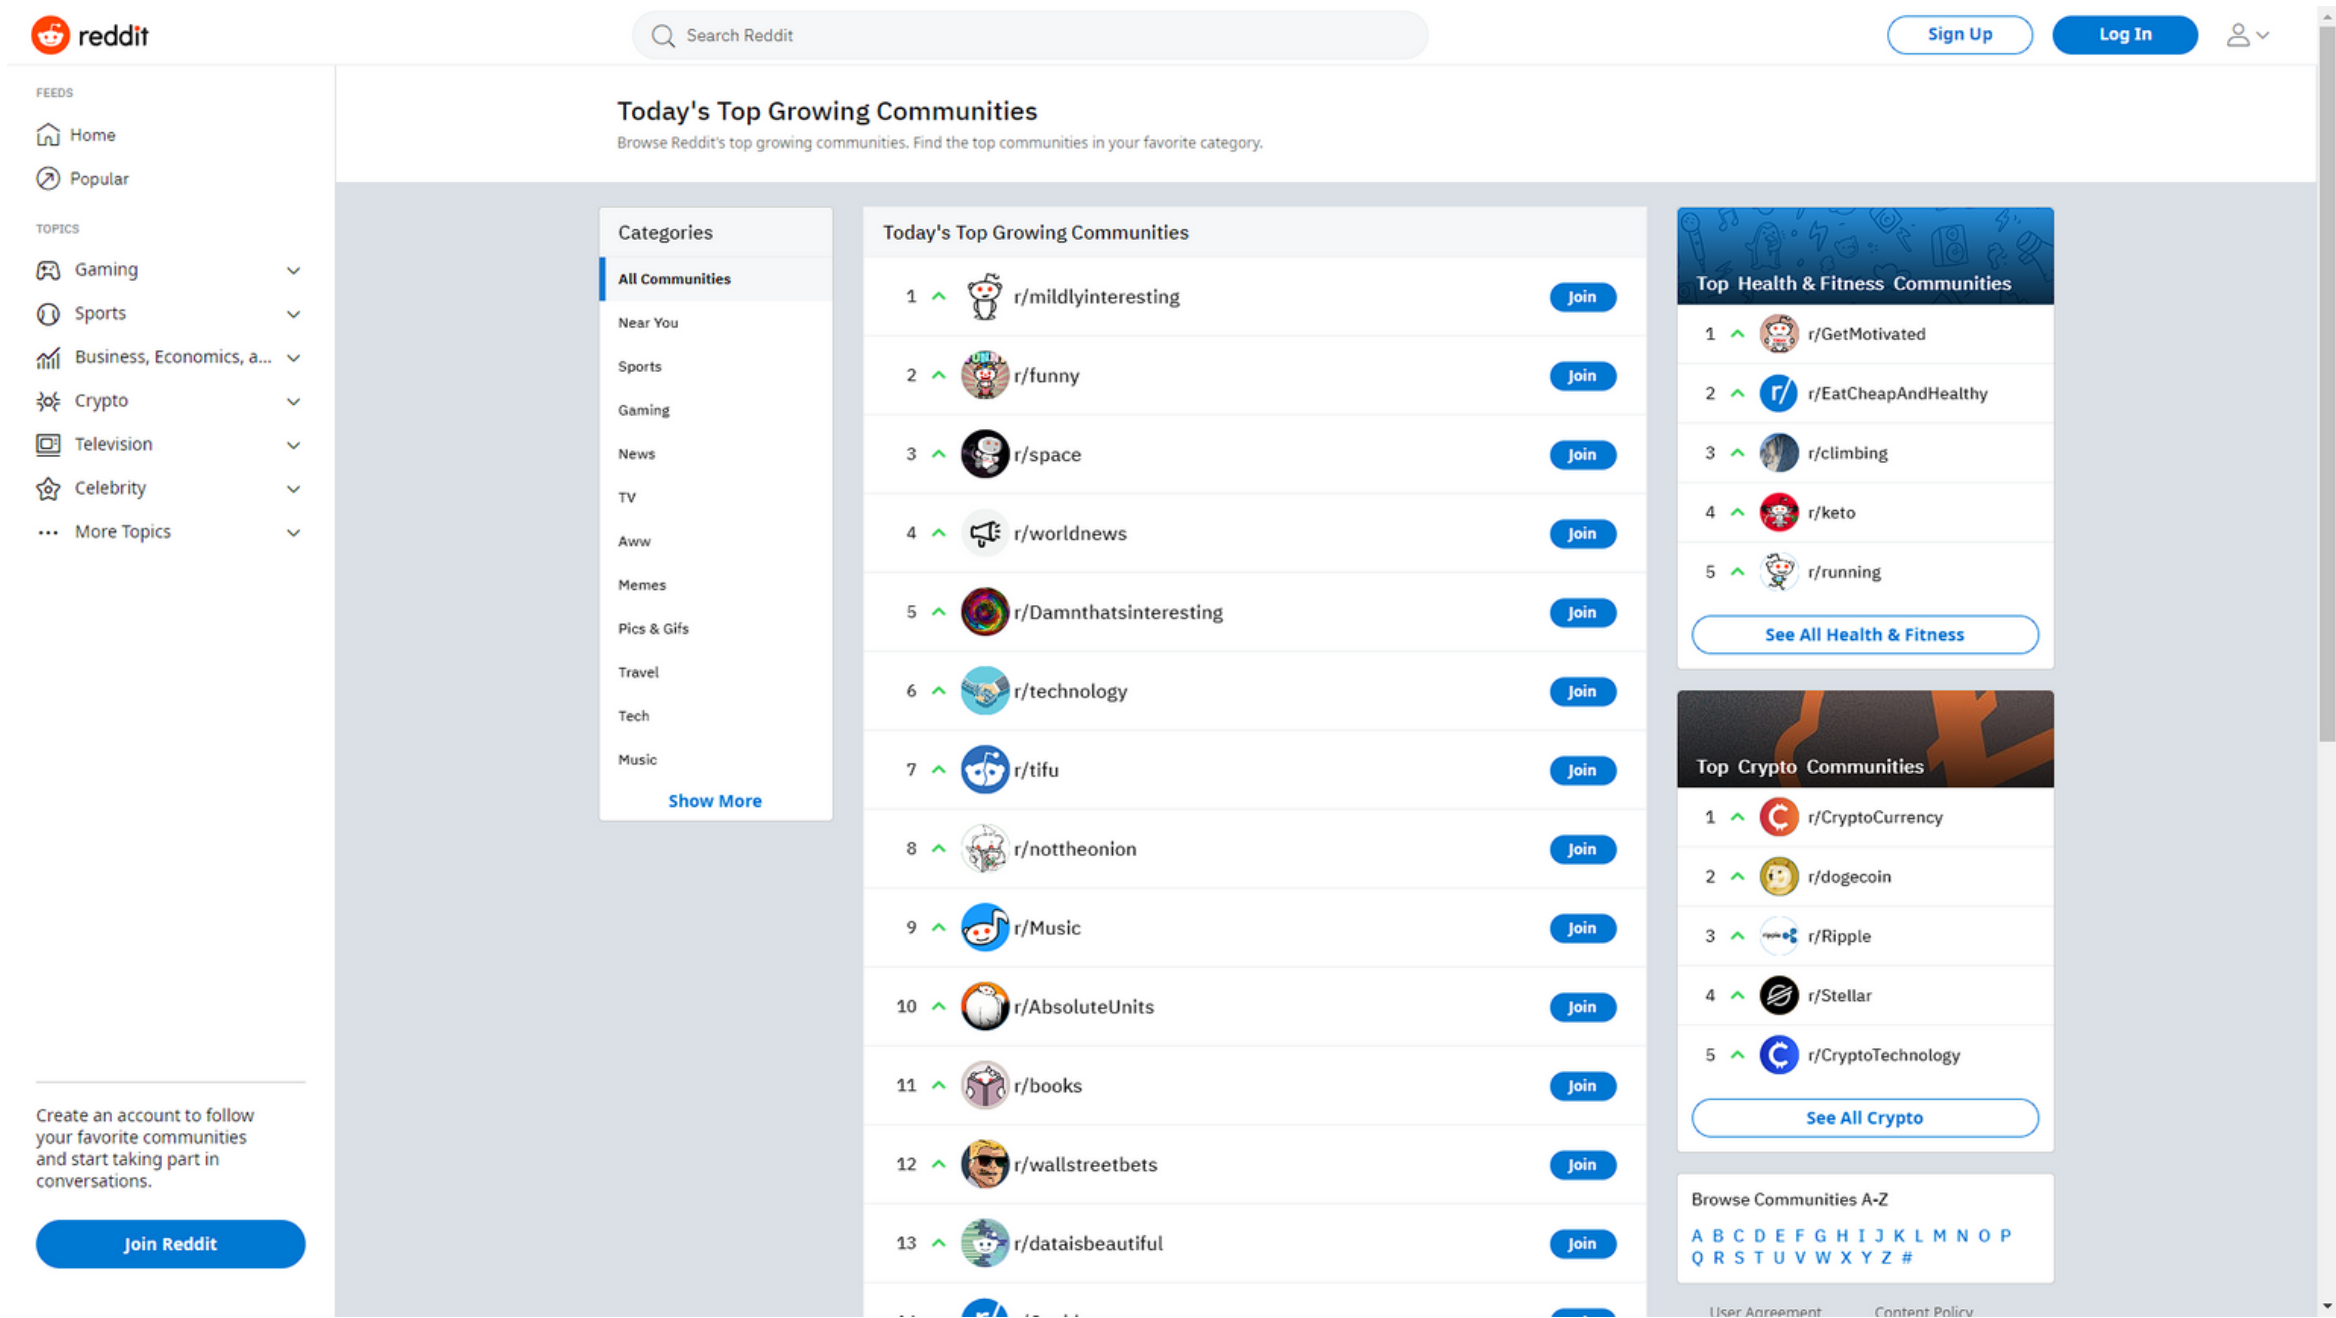 reddit
Search Reddit
Sign Up
Log In
FEEDS
Home
Popular
TOPICS
Gaming
Sports
Business, Economics, a...
Crypto
Television
Celebrity
More Topics
Create an account to follow
your favorite communities
and start taking part in
conversations.
Join Reddit
Today's Top Growing Communities
Browse Reddit's top growing communities. Find the top communities in your favorite category.
Categories
All Communities
Near You
Sports
Gaming
News
TV
Aww
Memes
Pics & Gifs
Travel
Tech
Music
Show More
Today's Top Growing Communities
1 r/mildlyinteresting Join
2 r/funny Join
3 r/space Join
4 r/worldnews Join
5 r/Damnthatsinteresting Join
6 r/technology Join
7 r/tifu Join
8 r/nottheonion Join
9 r/Music Join
10 r/AbsoluteUnits Join
11 r/books Join
12 r/wallstreetbets Join
13 r/dataisbeautiful Join
Top Health & Fitness Communities
1 r/GetMotivated
2 r/ r/EatCheapAndHealthy
3 r/climbing
4 r/keto
5 r/running
See All Health & Fitness
Top Crypto Communities
1 r/CryptoCurrency
2 r/dogecoin
3 ripple r/Ripple
4 r/Stellar
5 r/CryptoTechnology
See All Crypto
Browse Communities A-Z
A B C D E F G H I J K L M N O P
Q R S T U V W X Y Z #
User Agreement Content Policy